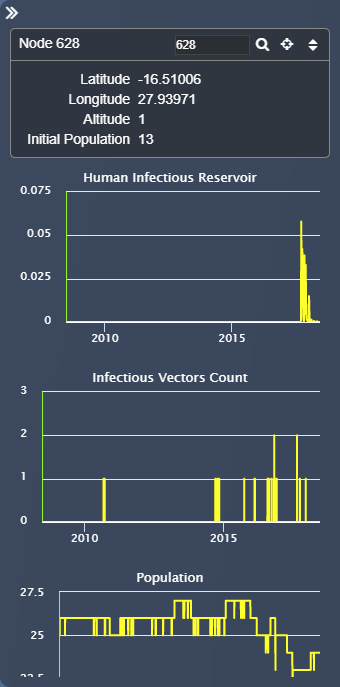 Node 628 628
Latitude -16.51006
Longitude 27.93971
Altitude 1
Initial Population 13
Human Infectious Reservoir
0.075
0.05
0.025
0
2010 2015
Infectious Vectors Count
3
2
1
0
2010 2015
Population
27.5
25
22.5